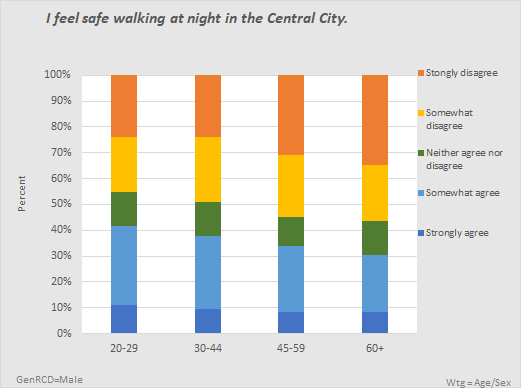 I feel safe walking at night in the Central City.
100%
90%
80%
70%
60%
50%
40%
30%
20%
10%
0%
Percent
20-29
30-44
45-59
60+
Stongly disagree
Somewhat
disagree
Neither agree nor
disagree
Somewhat agree
Strongly agree
GenRCD=Male
Wtg = Age/Sex